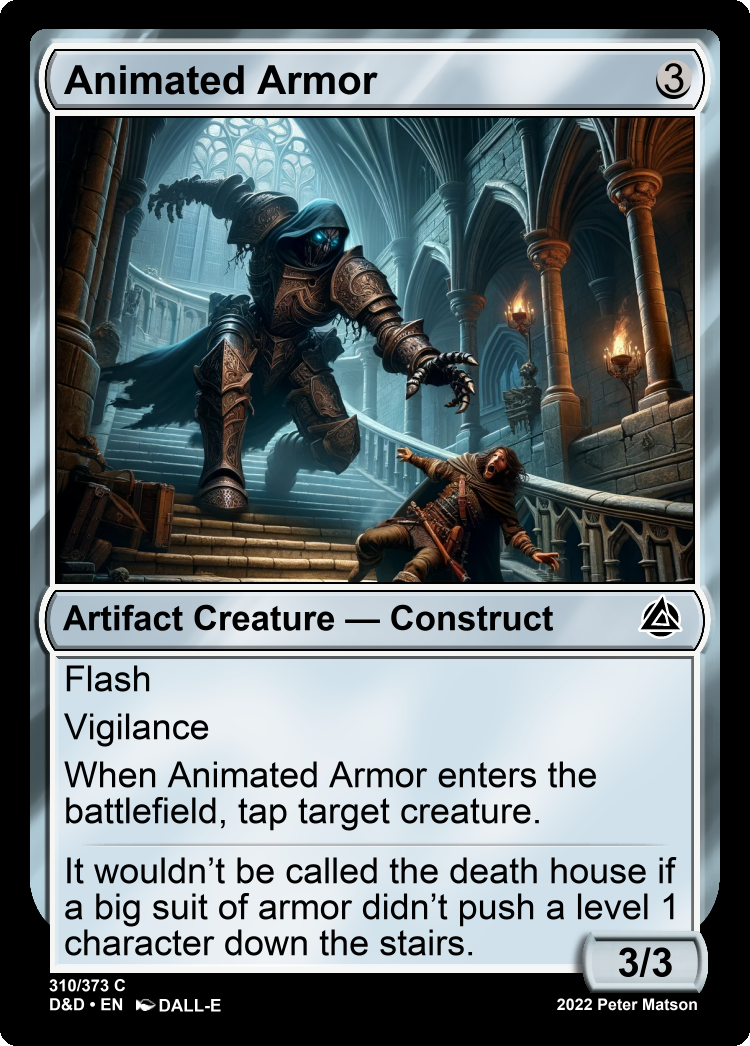 Animated Armor
3
Artifact Creature — Construct
Flash
Vigilance
When Animated Armor enters the
battlefield, tap target creature.
It wouldn’t be called the death house if
a big suit of armor didn’t push a level 1
character down the stairs.
3/3
310/373 C
D&D • EN DALL-E
2022 Peter Matson